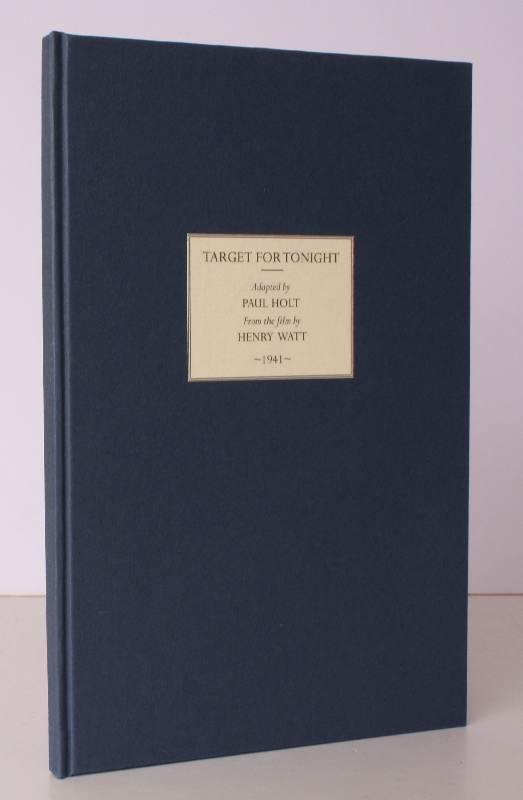 TARGET FOR TONIGHT
Adapted by
PAUL HOLT
From the film by
HENRY WATT
~1941~